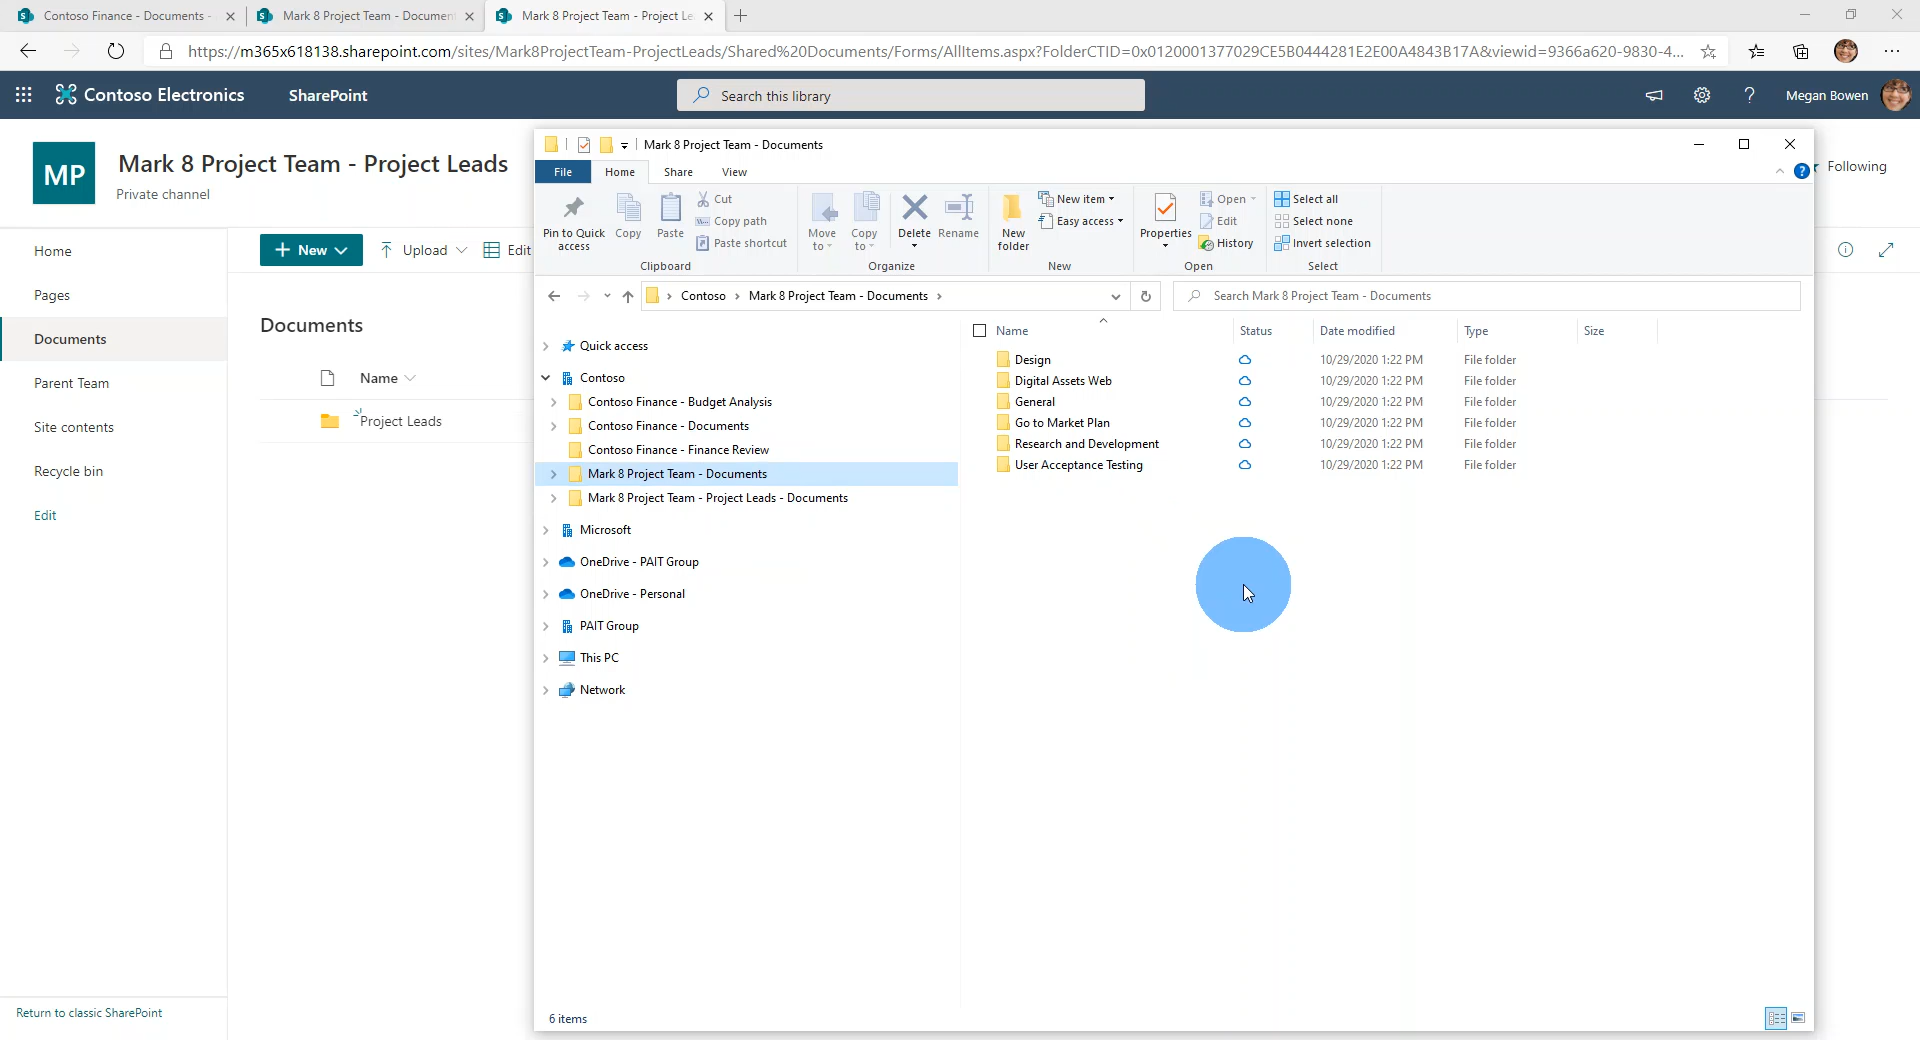 Contoso Finance - Documents -
Mark 8 Project Team - Document
Mark 8 Project Team - Project Le
https://m365x618138.sharepoint.com/sites/Mark8ProjectTeam-ProjectLeads/Shared%20Documents/Forms/AllItems.aspx?FolderCTID=0x0120001377029CE5B0444281E2E00A4843B17A&viewid=9366a620-9830-4...
Contoso Electronics
SharePoint
Search this library
?
Megan Bowen
MP
Mark 8 Project Team - Project Leads
Private channel
Following
Home
Pages
Documents
Parent Team
Site contents
Recycle bin
Edit
Return to classic SharePoint
New
Upload
Edit
Documents
Name
Project Leads
Mark 8 Project Team - Documents
File
Home
Share
View
?
Pin to Quick access
Copy
Paste
Cut
Copy path
Paste shortcut
Clipboard
Move to
Copy to
Delete
Rename
Organize
New folder
New item
Easy access
New
Properties
Open
Edit
History
Open
Select all
Select none
Invert selection
Select
Contoso > Mark 8 Project Team - Documents >
Search Mark 8 Project Team - Documents
Quick access
Contoso
Contoso Finance - Budget Analysis
Contoso Finance - Documents
Contoso Finance - Finance Review
Mark 8 Project Team - Documents
Mark 8 Project Team - Project Leads - Documents
Microsoft
OneDrive - PAIT Group
OneDrive - Personal
PAIT Group
This PC
Network
Name Status Date modified Type Size
Design 10/29/2020 1:22 PM File folder
Digital Assets Web 10/29/2020 1:22 PM File folder
General 10/29/2020 1:22 PM File folder
Go to Market Plan 10/29/2020 1:22 PM File folder
Research and Development 10/29/2020 1:22 PM File folder
User Acceptance Testing 10/29/2020 1:22 PM File folder
6 items